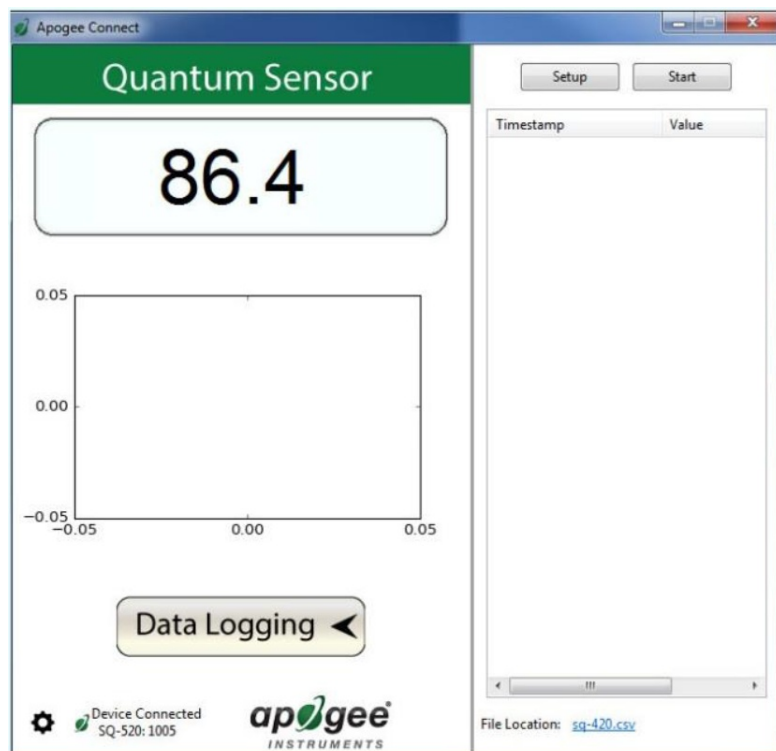 Apogee Connect
Quantum Sensor
86.4
0.05
0.00
−0.05
−0.05 0.00 0.05
Data Logging
Device Connected
SQ-520: 1005
apogee
INSTRUMENTS
Setup Start
Timestamp Value
File Location: sq-420.csv